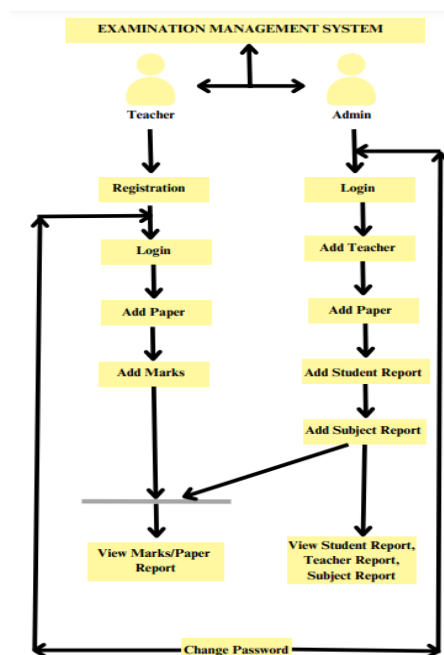 EXAMINATION MANAGEMENT SYSTEM
Teacher
Admin
Registration
Login
Login
Add Teacher
Add Paper
Add Paper
Add Marks
Add Student Report
Add Subject Report
View Marks/Paper
Report
View Student Report,
Teacher Report,
Subject Report
Change Password